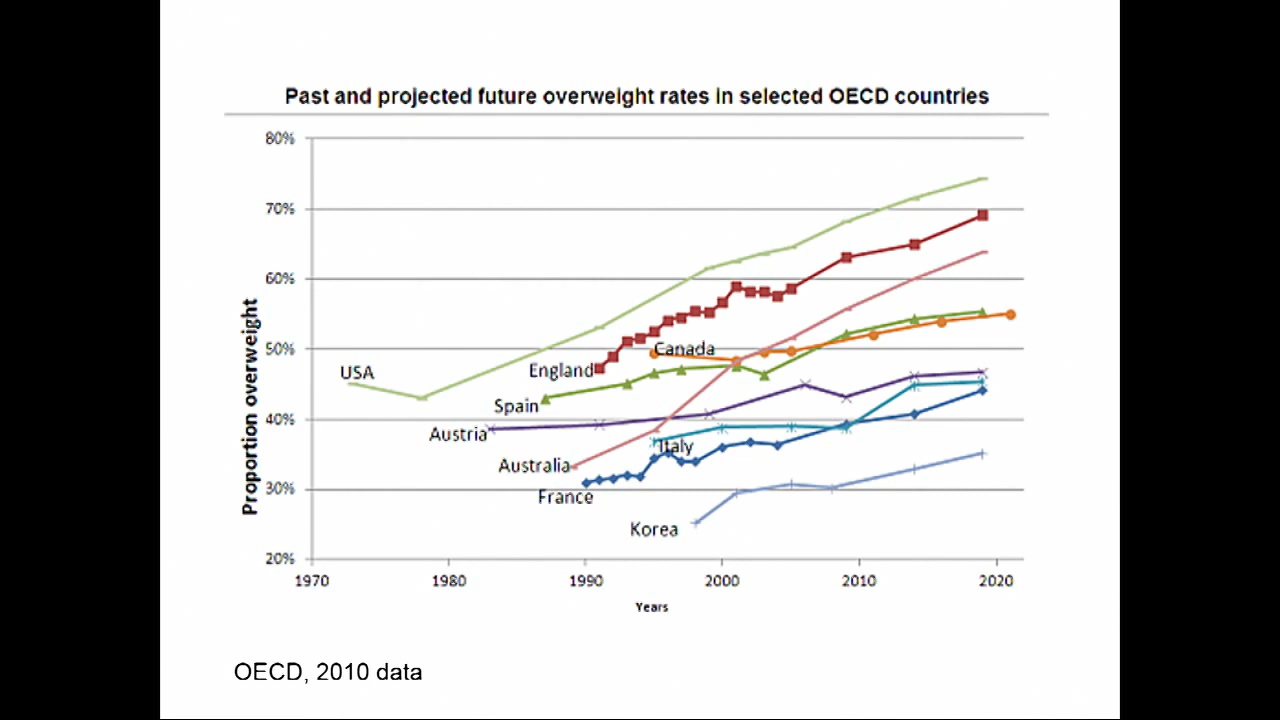 Past and projected future overweight rates in selected OECD countries
80%
70%
60%
50%
40%
30%
20%
Proportion overweight
USA
England
Canada
Spain
Austria
Italy
Australia
France
Korea
1970 1980 1990 2000 2010 2020
Years
OECD, 2010 data